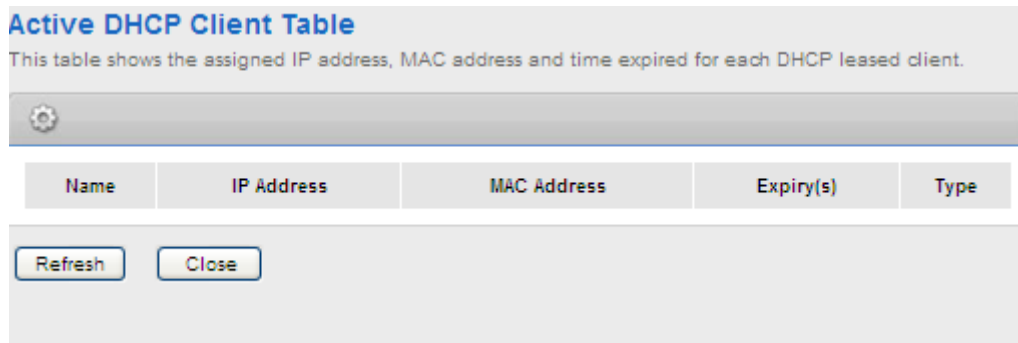 Active DHCP Client Table
This table shows the assigned IP address, MAC address and time expired for each DHCP leased client.
Name IP Address MAC Address Expiry(s) Type
Refresh Close